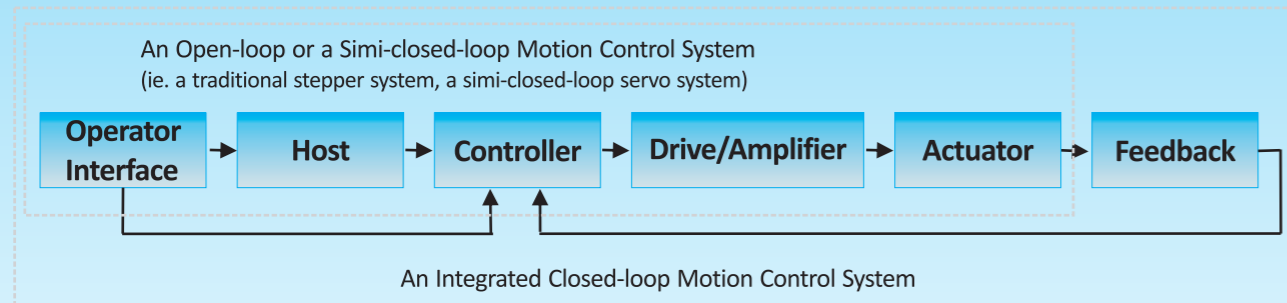 An Open-loop or a Simi-closed-loop Motion Control System
(ie. a traditional stepper system, a simi-closed-loop servo system)
Operator
Interface
Host
Controller
Drive/Amplifier
Actuator
Feedback
An Integrated Closed-loop Motion Control System